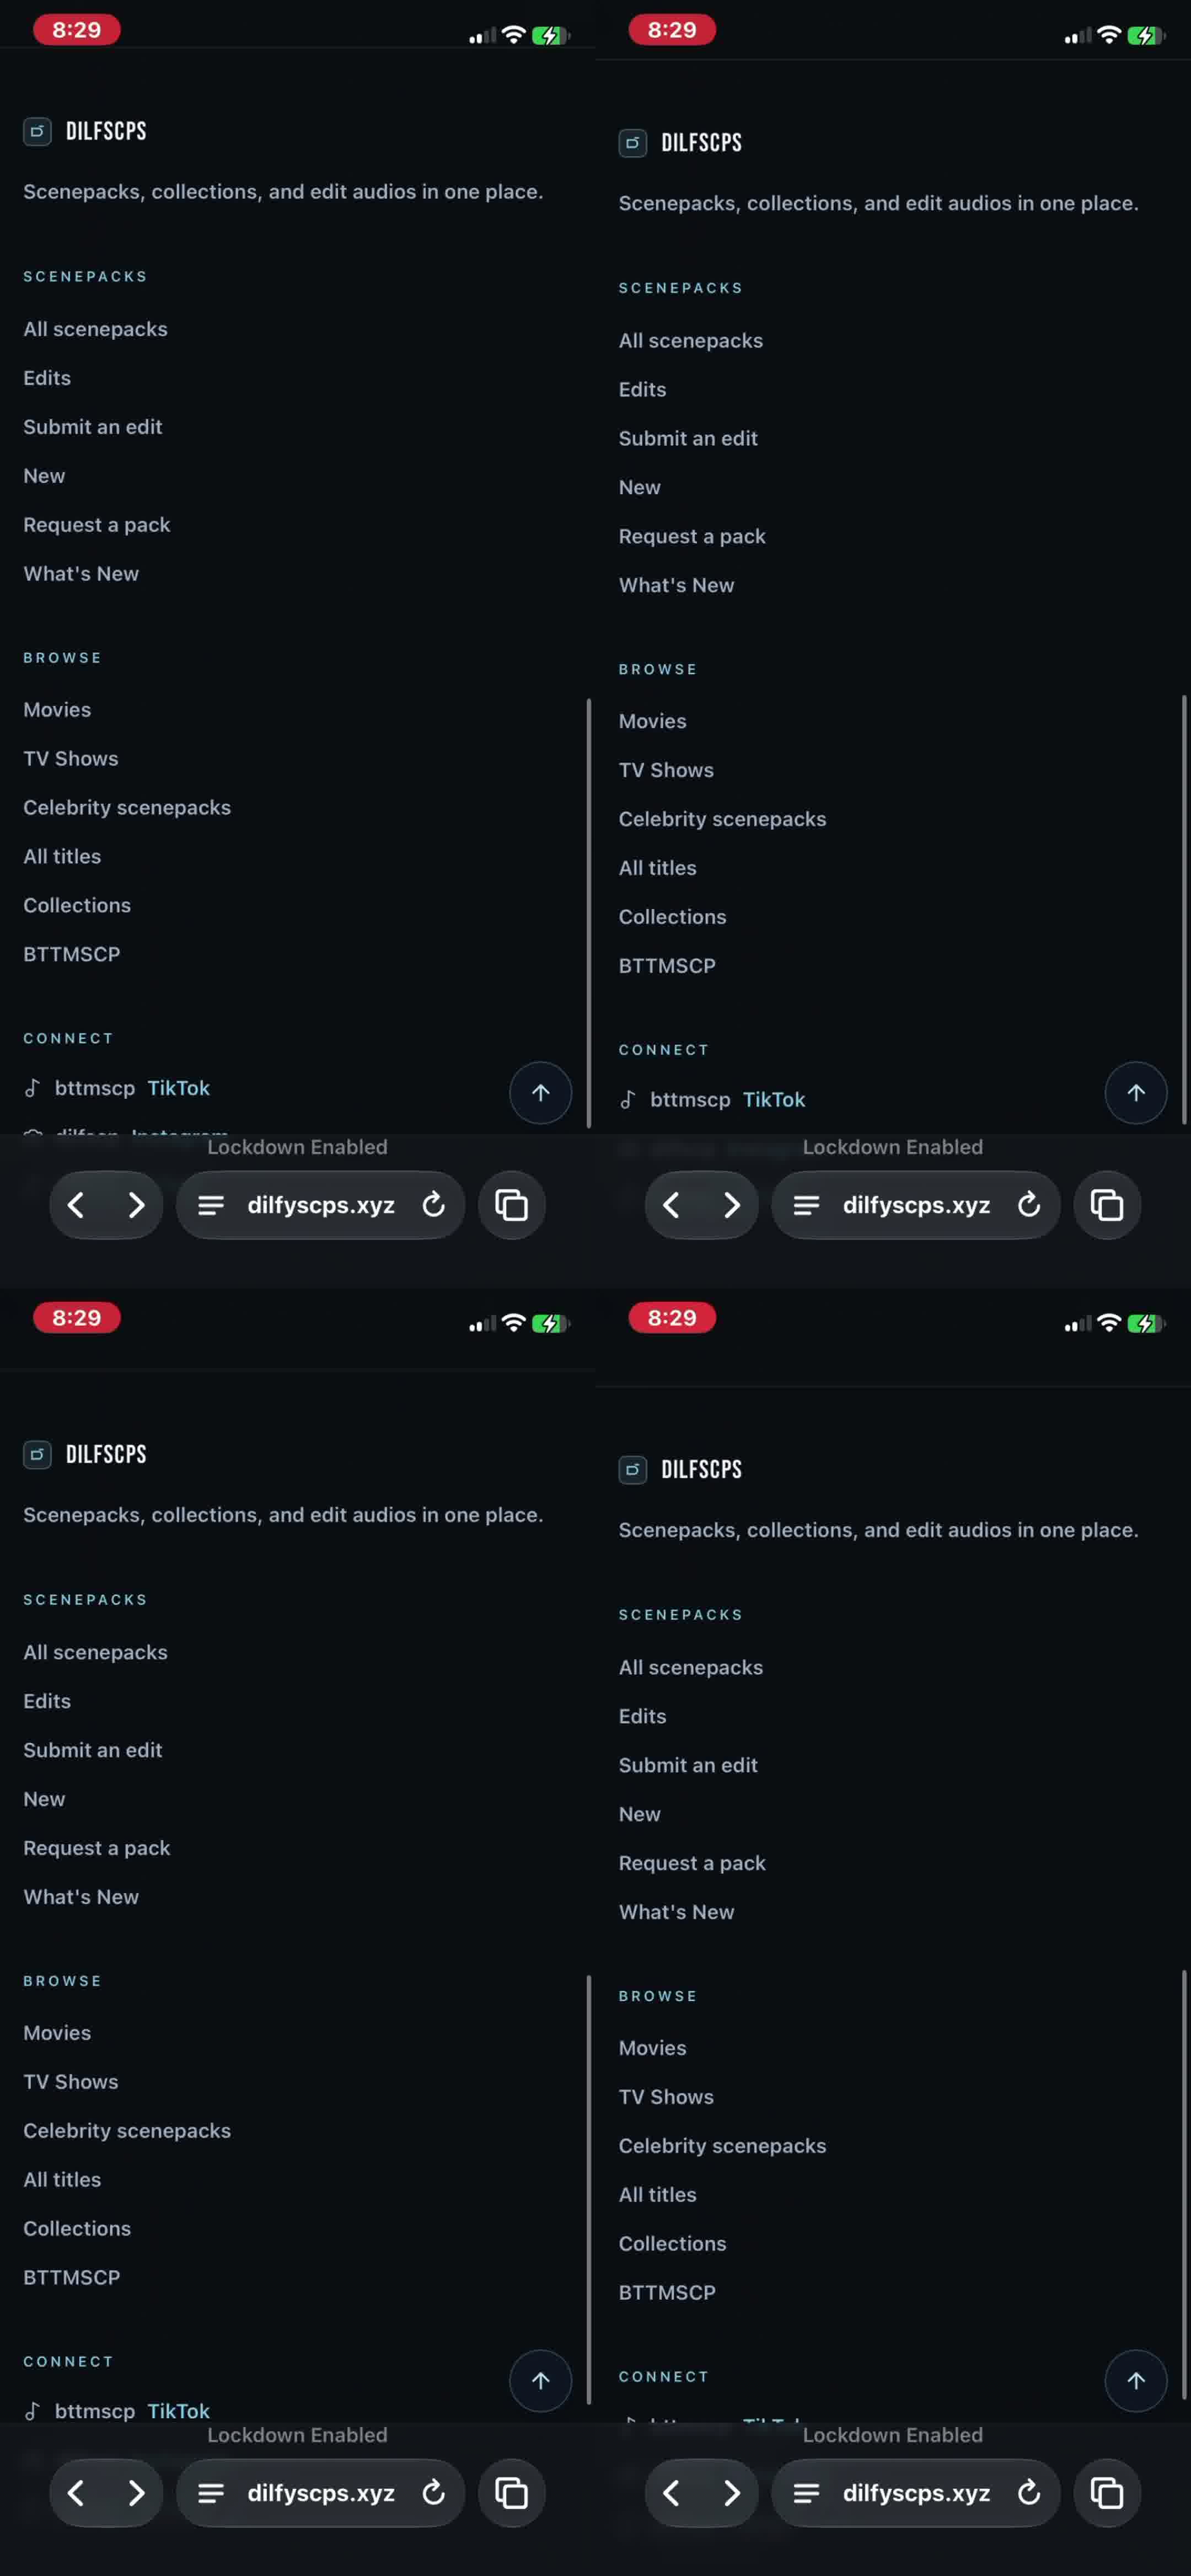 8:29
DILFSCPS
Scenepacks, collections, and edit audios in one place.
SCENEPACKS
All scenepacks
Edits
Submit an edit
New
Request a pack
What's New
BROWSE
Movies
TV Shows
Celebrity scenepacks
All titles
Collections
BTTMSCP
CONNECT
bttmscp TikTok
dilfscp Instagram
Lockdown Enabled
dilfyscps.xyz
8:29
DILFSCPS
Scenepacks, collections, and edit audios in one place.
SCENEPACKS
All scenepacks
Edits
Submit an edit
New
Request a pack
What's New
BROWSE
Movies
TV Shows
Celebrity scenepacks
All titles
Collections
BTTMSCP
CONNECT
bttmscp TikTok
Lockdown Enabled
dilfyscps.xyz
8:29
DILFSCPS
Scenepacks, collections, and edit audios in one place.
SCENEPACKS
All scenepacks
Edits
Submit an edit
New
Request a pack
What's New
BROWSE
Movies
TV Shows
Celebrity scenepacks
All titles
Collections
BTTMSCP
CONNECT
bttmscp TikTok
Lockdown Enabled
dilfyscps.xyz
8:29
DILFSCPS
Scenepacks, collections, and edit audios in one place.
SCENEPACKS
All scenepacks
Edits
Submit an edit
New
Request a pack
What's New
BROWSE
Movies
TV Shows
Celebrity scenepacks
All titles
Collections
BTTMSCP
CONNECT
Lockdown Enabled
dilfyscps.xyz